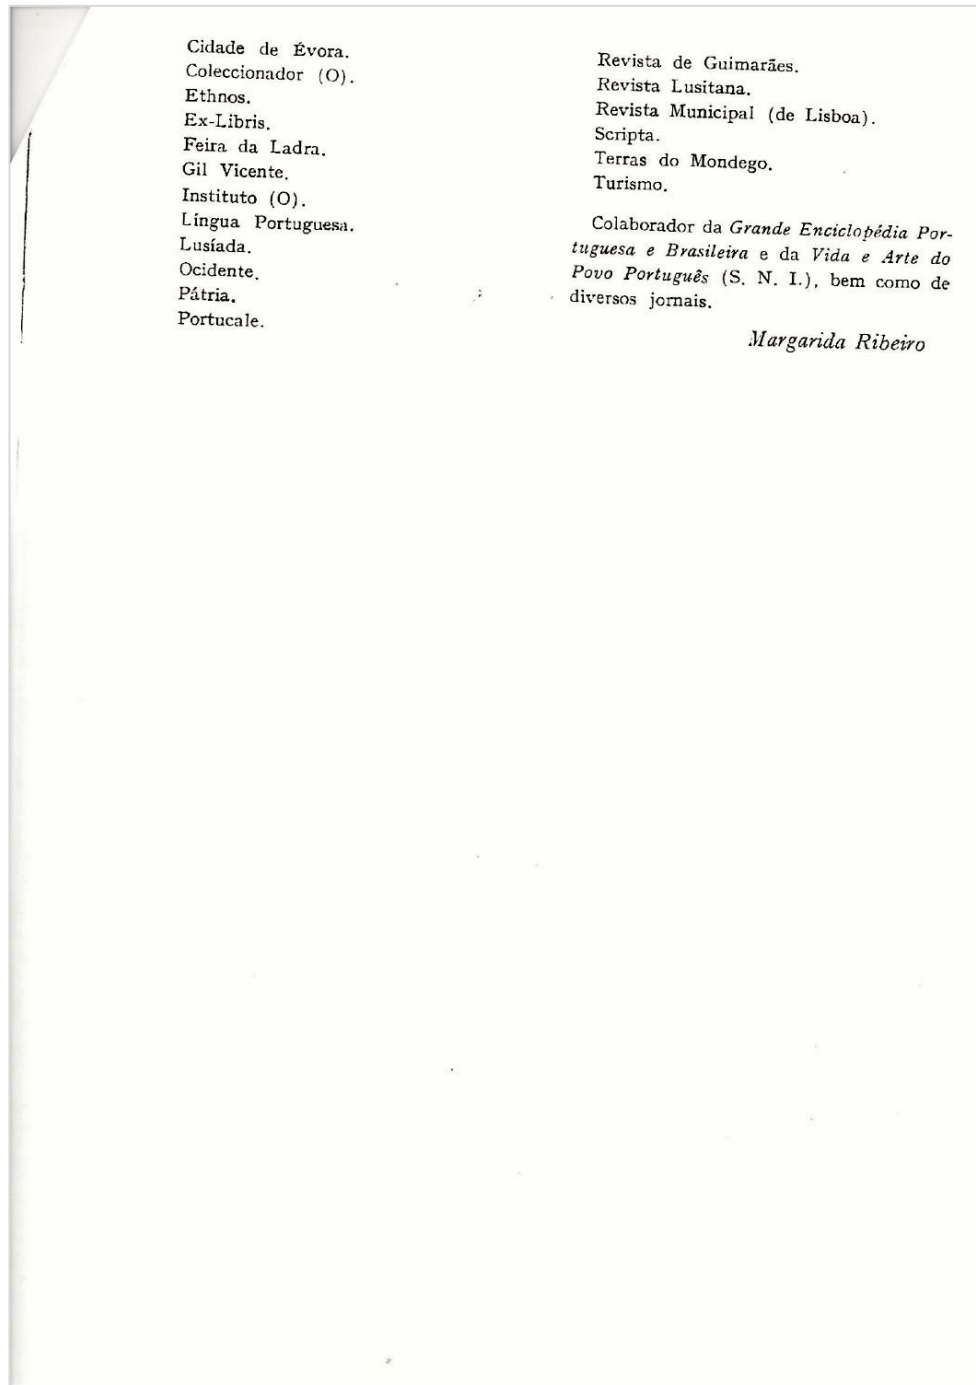 Cidade de Évora.
Coleccionador (O).
Ethnos.
Ex-Libris.
Feira da Ladra.
Gil Vicente.
Instituto (O).
Língua Portuguesa.
Lusíada.
Ocidente.
Pátria.
Portucale.
Revista de Guimarães.
Revista Lusitana.
Revista Municipal (de Lisboa).
Scripta.
Terras do Mondego.
Turismo.
Colaborador da Grande Enciclopédia Por-
tuguesa e Brasileira e da Vida e Arte do
Povo Português (S. N. I.), bem como de
diversos jornais.
Margarida Ribeiro